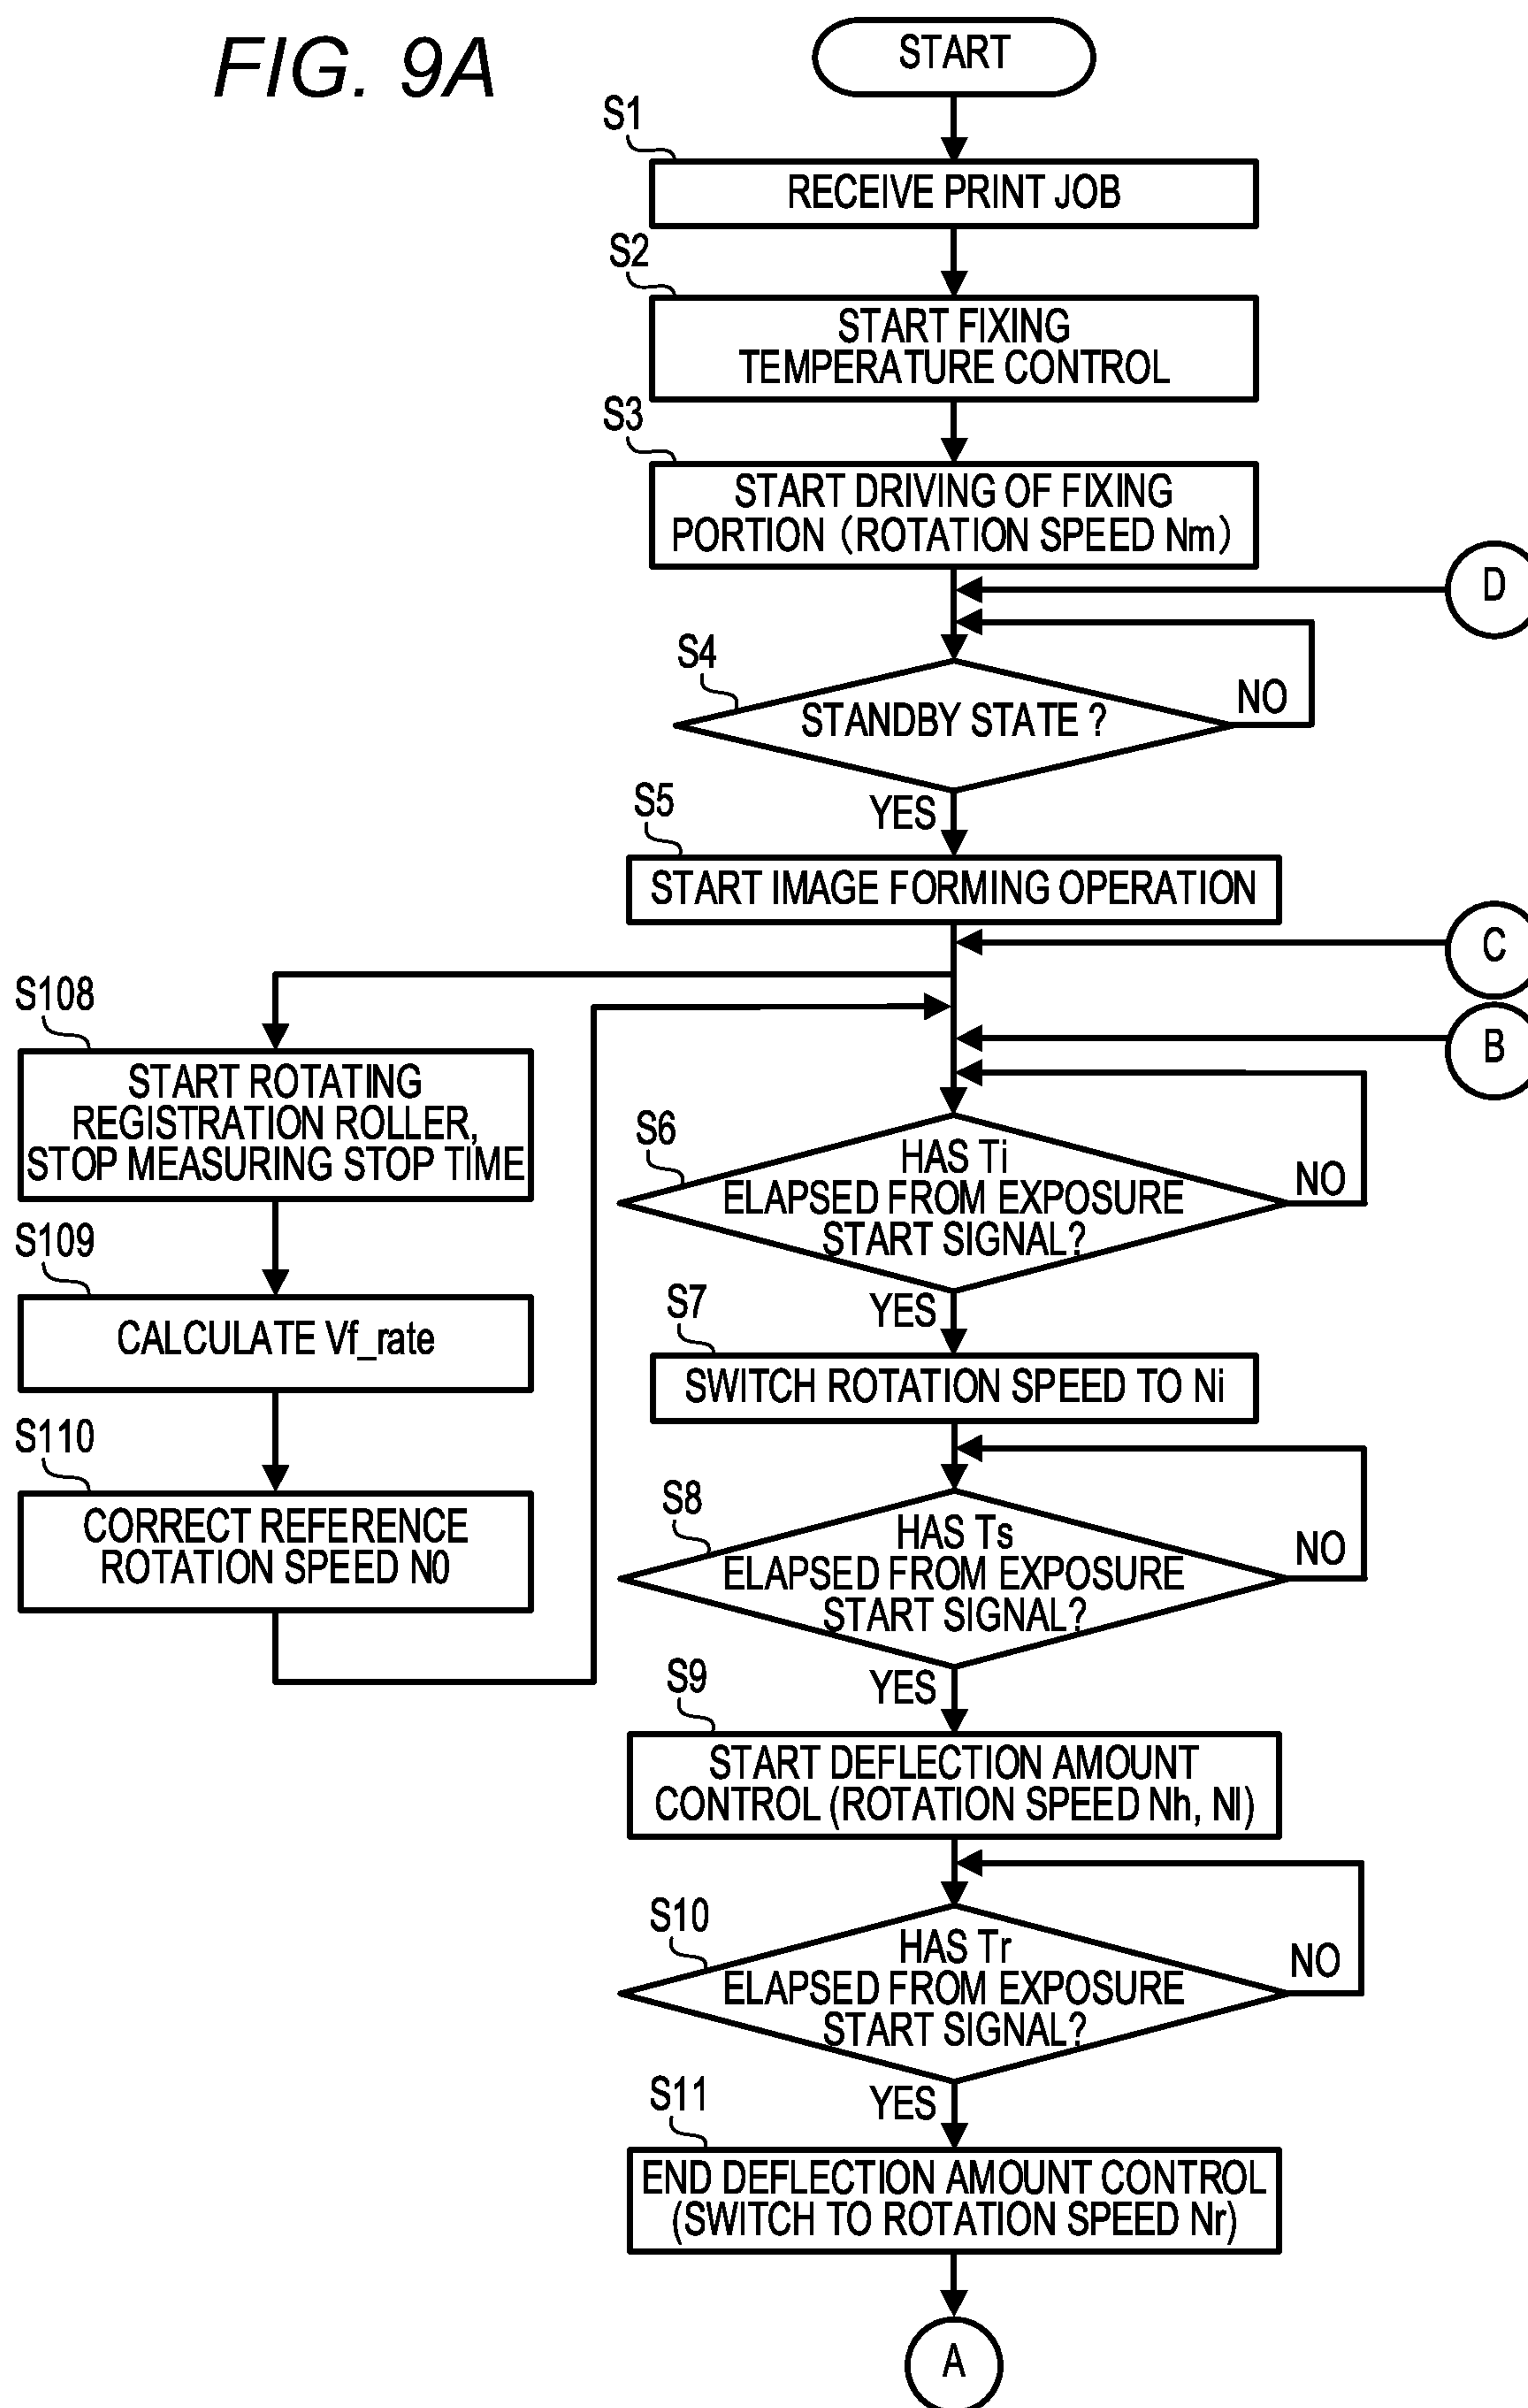 FIG. 9A
START
S1
RECEIVE PRINT JOB
S2
START FIXING
TEMPERATURE CONTROL
S3
START DRIVING OF FIXING
PORTION (ROTATION SPEED Nm)
D
S4
STANDBY STATE ?
NO
YES
S5
START IMAGE FORMING OPERATION
C
S108
START ROTATING
REGISTRATION ROLLER,
STOP MEASURING STOP TIME
B
S6
HAS Ti
ELAPSED FROM EXPOSURE
START SIGNAL?
NO
YES
S109
CALCULATE Vf_rate
S7
SWITCH ROTATION SPEED TO Ni
S110
CORRECT REFERENCE
ROTATION SPEED N0
S8
HAS Ts
ELAPSED FROM EXPOSURE
START SIGNAL?
NO
YES
S9
START DEFLECTION AMOUNT
CONTROL (ROTATION SPEED Nh, Nl)
S10
HAS Tr
ELAPSED FROM EXPOSURE
START SIGNAL?
NO
YES
S11
END DEFLECTION AMOUNT CONTROL
(SWITCH TO ROTATION SPEED Nr)
A